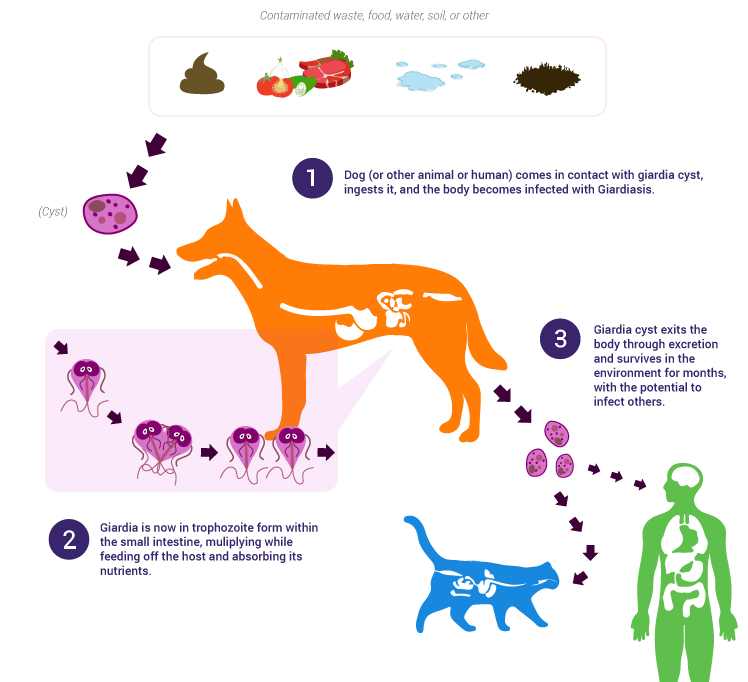 Contaminated waste, food, water, soil, or other
1
Dog (or other animal or human) comes in contact with giardia cyst,
ingests it, and the body becomes infected with Giardiasis.
(Cyst)
3
Giardia cyst exits the
body through excretion
and survives in the
environment for months,
with the potential to
infect others.
2
Giardia is now in trophozoite form within
the small intestine, muliplying while
feeding off the host and absorbing its
nutrients.